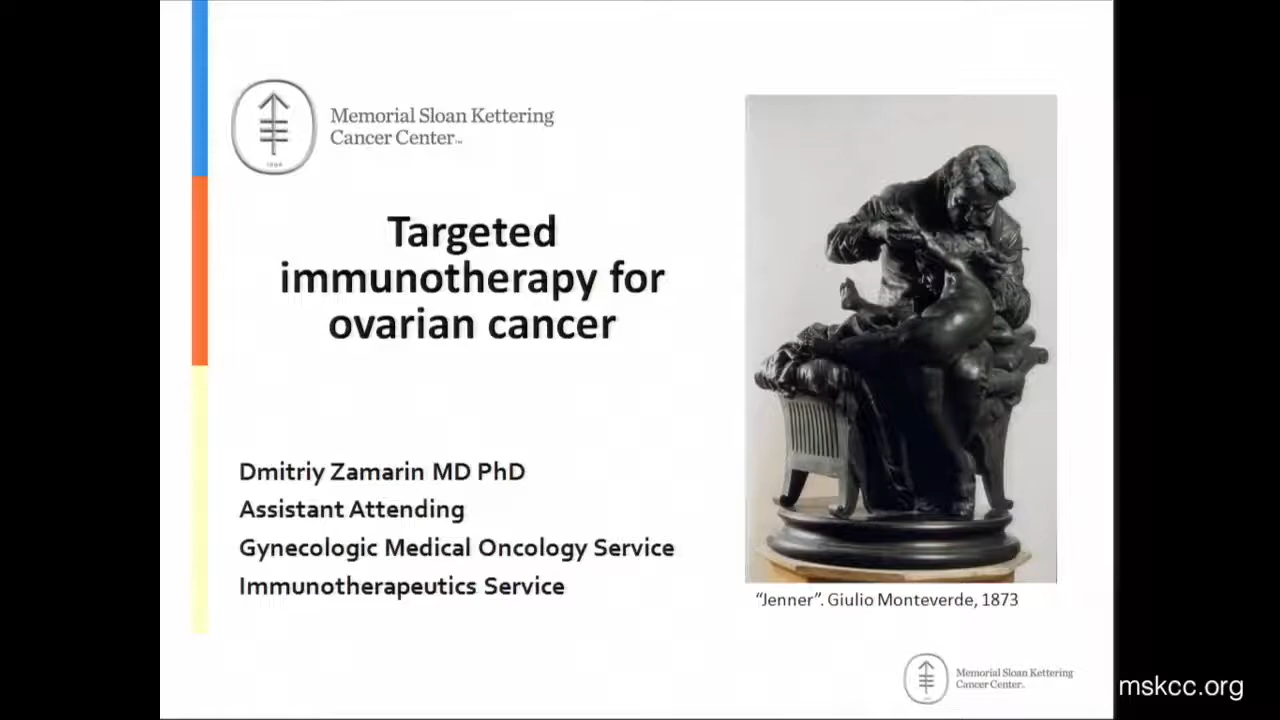 Memorial Sloan Kettering
Cancer Center™
Targeted
immunotherapy for
ovarian cancer
Dmitriy Zamarin MD PhD
Assistant Attending
Gynecologic Medical Oncology Service
Immunotherapeutics Service
“Jenner”. Giulio Monteverde, 1873
Memorial Sloan Kettering
Cancer Center
mskcc.org